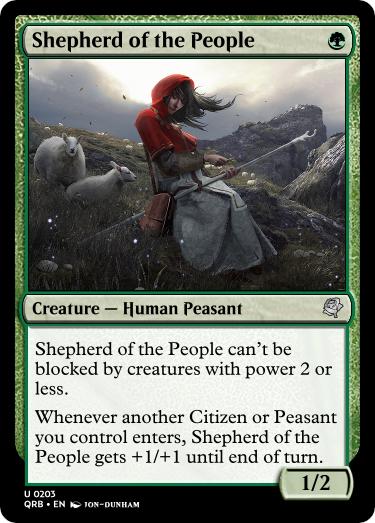 Shepherd of the People
Creature — Human Peasant
Shepherd of the People can't be
blocked by creatures with power 2 or
less.
Whenever another Citizen or Peasant
you control enters, Shepherd of the
People gets +1/+1 until end of turn.
1/2
U 0203
QRB • EN JON-DUNHAM